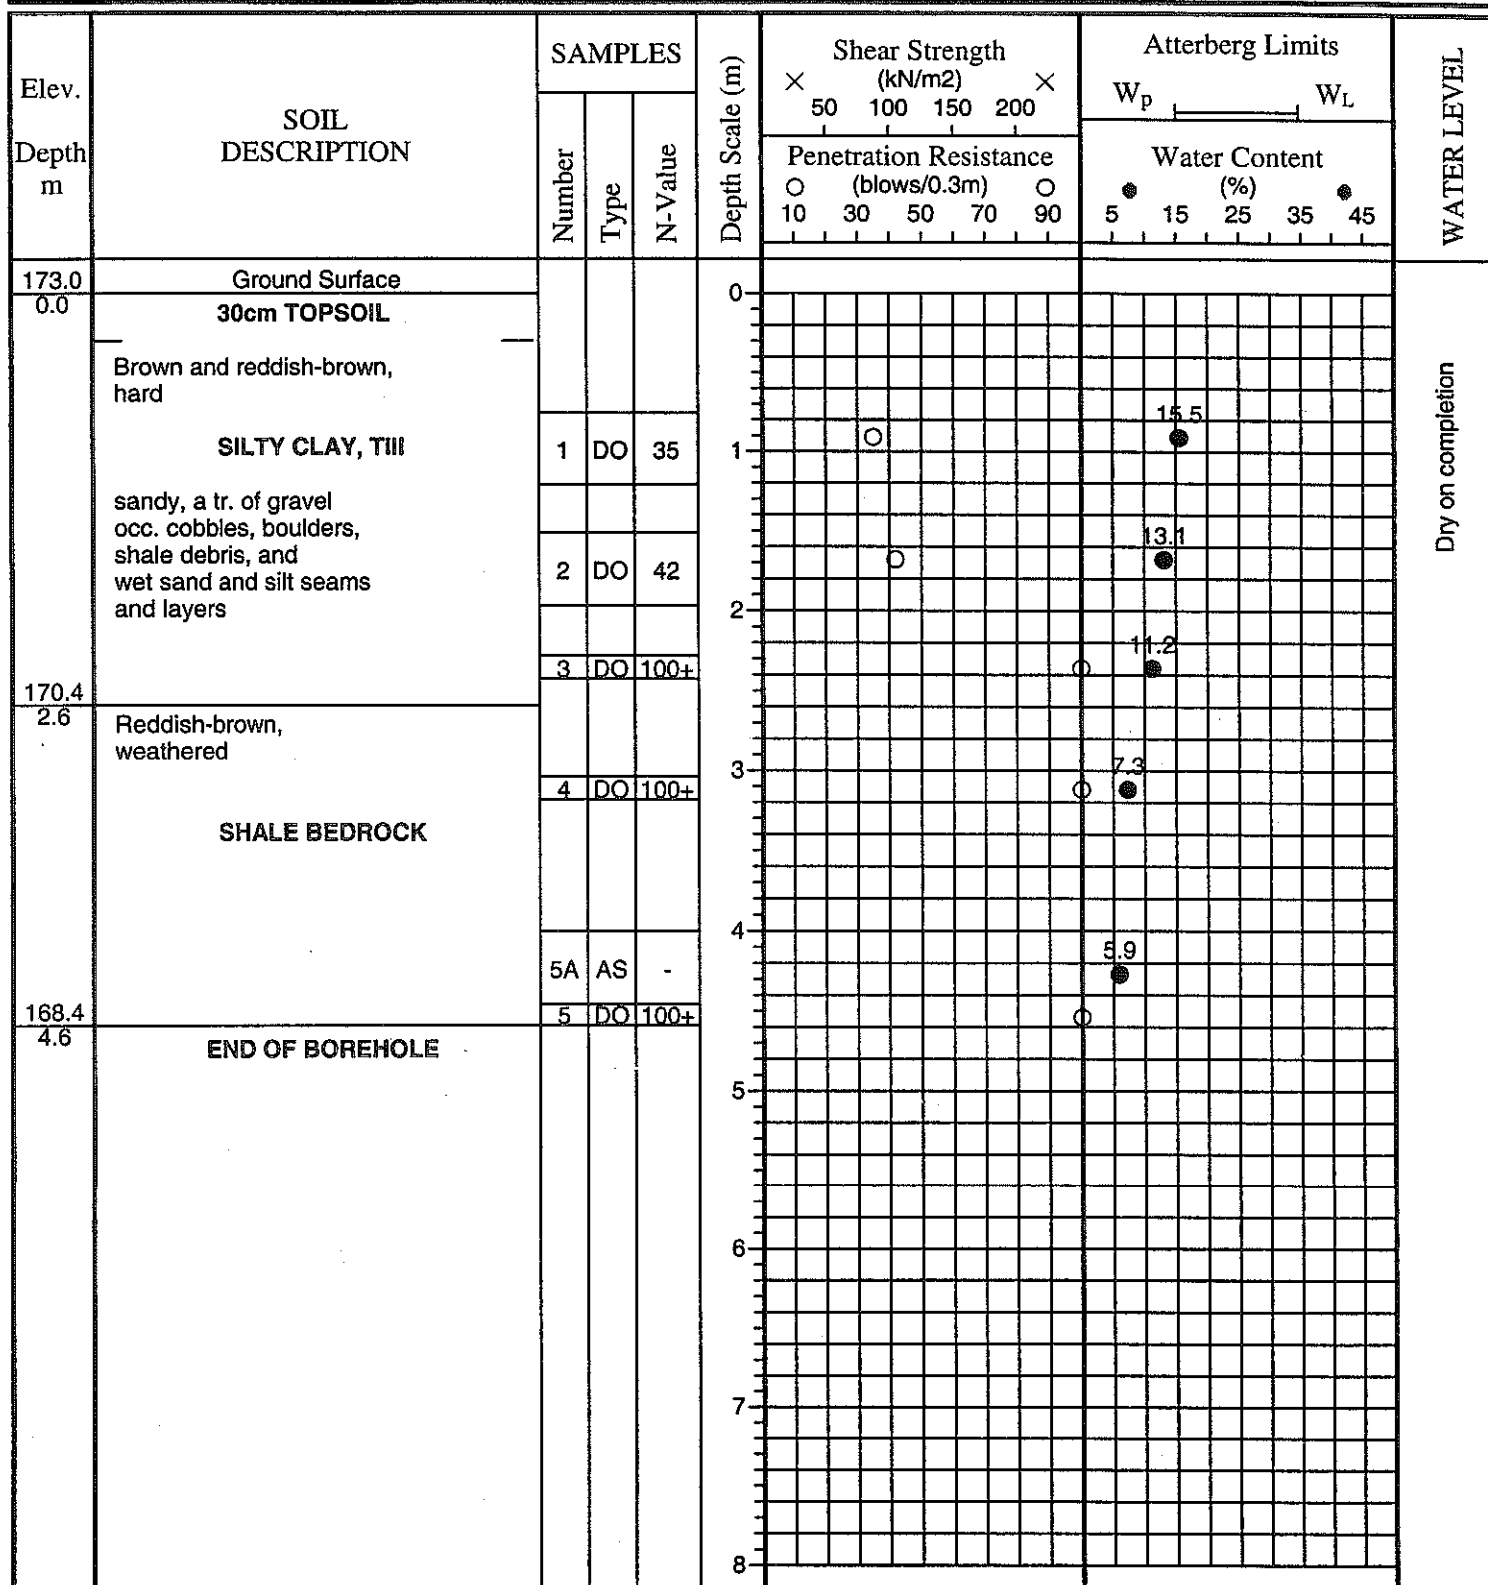 Elev.
Depth
m
SOIL
DESCRIPTION
SAMPLES
Number
Type
N-Value
Depth Scale (m)
Shear Strength
× (kN/m2) ×
50 100 150 200
Penetration Resistance
(blows/0.3m)
10 30 50 70 90
Atterberg Limits
Wp WL
Water Content
(%)
5 15 25 35 45
WATER LEVEL
173.0 Ground Surface
0.0 30cm TOPSOIL
0
Brown and reddish-brown,
hard
15.5
SILTY CLAY, Till
1 DO 35
1
Dry on completion
sandy, a tr. of gravel
occ. cobbles, boulders,
shale debris, and
wet sand and silt seams
and layers
13.1
2 DO 42
2
11.2
3 DO 100+
170.4
2.6
Reddish-brown,
weathered
3
7.3
4 DO 100+
SHALE BEDROCK
4
5.9
5A AS -
168.4
5 DO 100+
4.6
END OF BOREHOLE
5
6
7
8